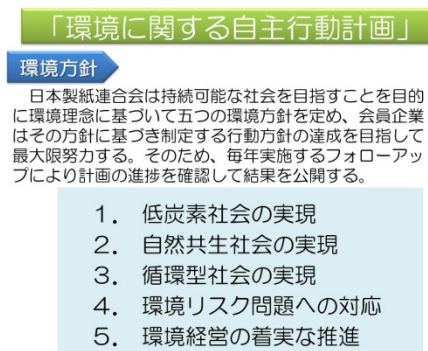 「環境に関する自主行動計画」
環境方針
　日本製紙連合会は持続可能な社会を目指すことを目的
に環境理念に基づいて五つの環境方針を定め、会員企業
はその方針に基づき制定する行動方針の達成を目指して
最大限努力する。そのため、毎年実施するフォローアッ
プにより計画の進捗を確認して結果を公開する。
１．低炭素社会の実現
２．自然共生社会の実現
３．循環型社会の実現
４．環境リスク問題への対応
５．環境経営の着実な推進